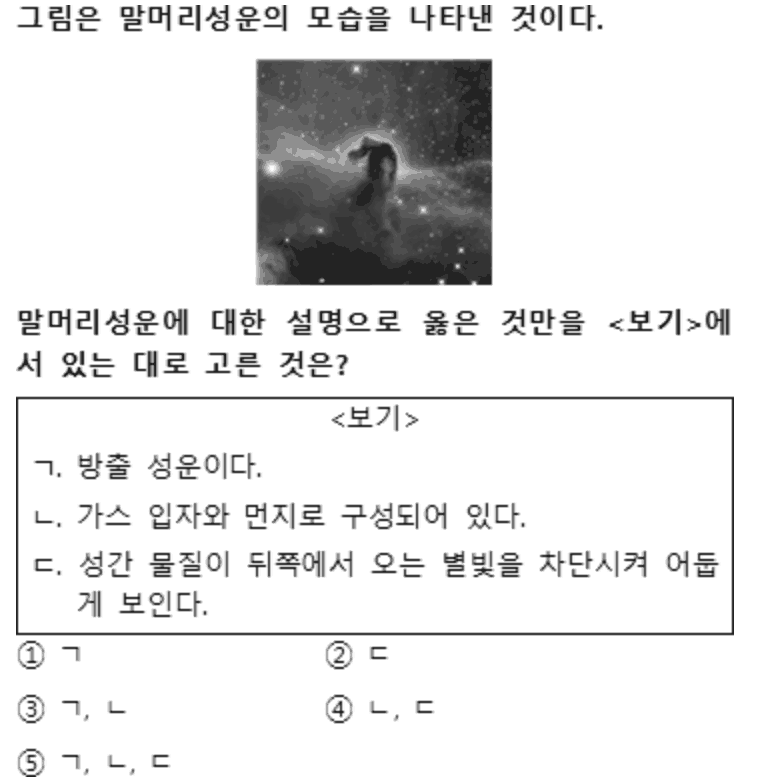 그림은 말머리성운의 모습을 나타낸 것이다.
말머리성운에 대한 설명으로 옳은 것만을 <보기>에
서 있는 대로 고른 것은?
<보기>
ㄱ. 방출 성운이다.
ㄴ. 가스 입자와 먼지로 구성되어 있다.
ㄷ. 성간 물질이 뒤쪽에서 오는 별빛을 차단시켜 어둡
게 보인다.
① ㄱ ② ㄷ
③ ㄱ, ㄴ ④ ㄴ, ㄷ
⑤ ㄱ, ㄴ, ㄷ